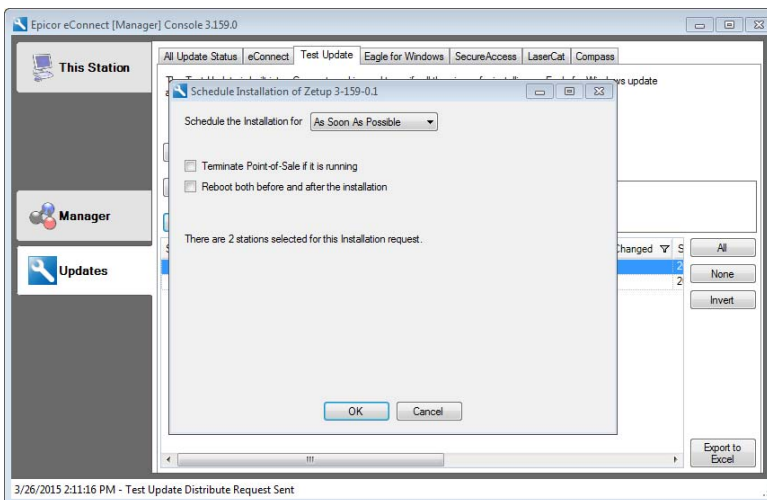 Epicor eConnect [Manager] Console 3.159.0
This Station
Manager
Updates
All Update Status eConnect Test Update Eagle for Windows SecureAccess LaserCat Compass
ws update
Schedule Installation of Zetup 3-159-0.1
Schedule the Installation for As Soon As Possible
Terminate Point-of-Sale if it is running
Reboot both before and after the installation
There are 2 stations selected for this Installation request.
Changed S
All
None
Invert
OK Cancel
Export to
Excel
3/26/2015 2:11:16 PM - Test Update Distribute Request Sent